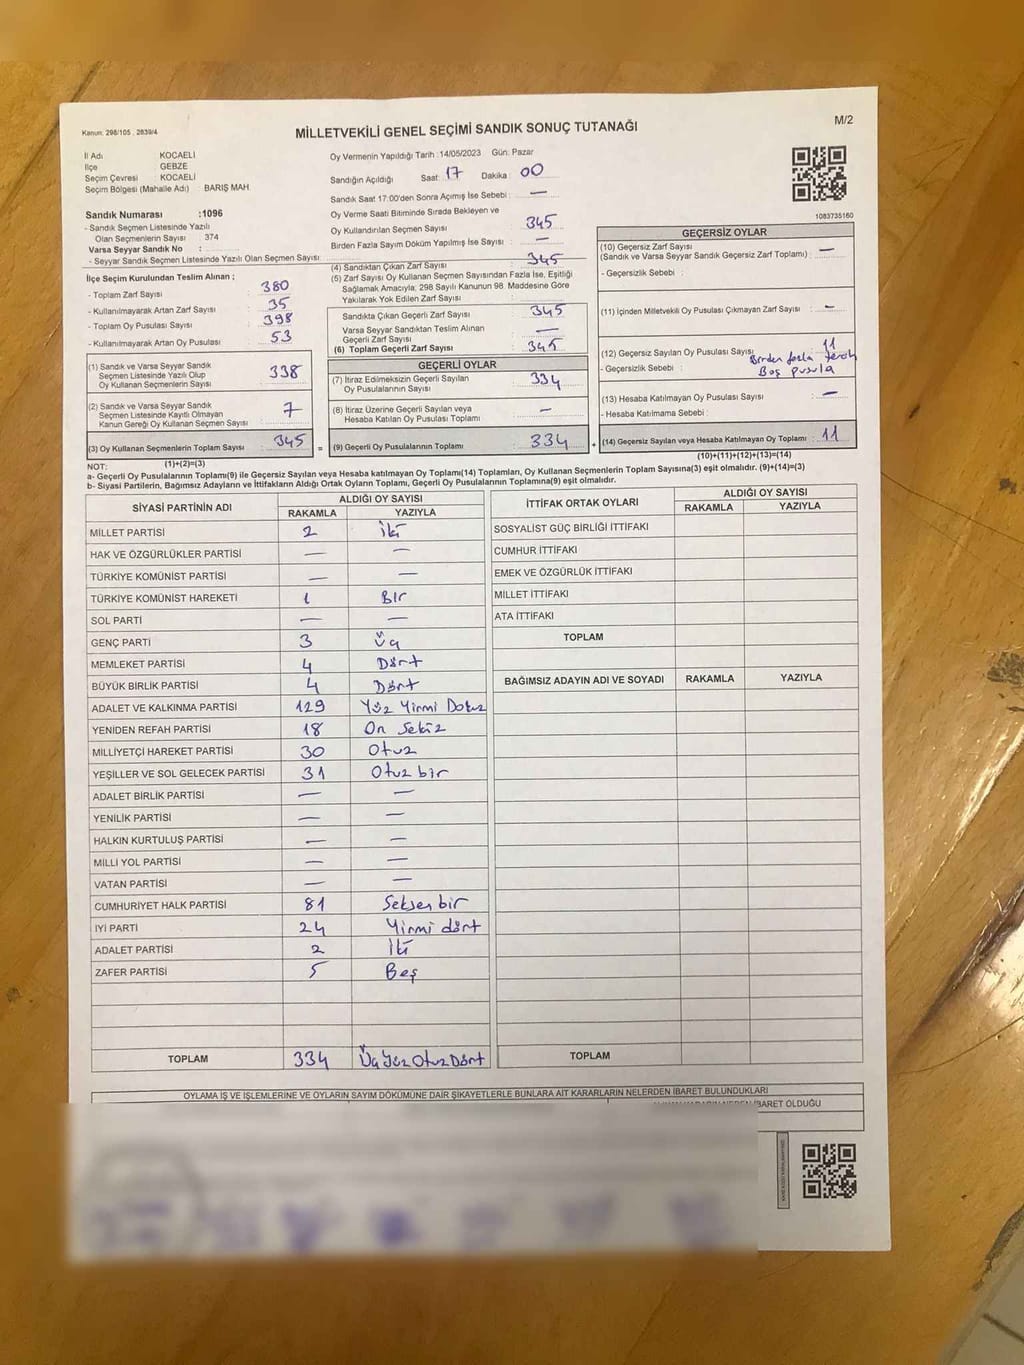 Kanun: 298/105 , 2839/4
MİLLETVEKİLİ GENEL SEÇİMİ SANDIK SONUÇ TUTANAĞI
M/2
İl Adı KOCAELİ
İlçe GEBZE
Seçim Çevresi : KOCAELİ
Seçim Bölgesi (Mahalle Adı) BARIŞ MAH.
Oy Vermenin Yapıldığı Tarih :14/05/2023 Gün: Pazar
Sandığın Açıldığı Saat: 17 Dakika : 00
Sandık Saat 17:00'den Sonra Açımış İse Sebebi : —
Oy Verme Saati Bitiminde Sırada Bekleyen ve
Oy Kullandırılan Seçmen Sayısı : 345
Birden Fazla Sayım Döküm Yapılmış İse Sayısı : —
1083735160
Sandık Numarası :1096
- Sandık Seçmen Listesinde Yazılı
Olan Seçmenlerin Sayısı 374
Varsa Seyyar Sandık No :
- Seyyar Sandık Seçmen Listesinde Yazılı Olan Seçmen Sayısı :
İlçe Seçim Kurulundan Teslim Alınan ;
- Toplam Zarf Sayısı : 380
- Kullanılmayarak Artan Zarf Sayısı : 35
- Toplam Oy Pusulası Sayısı : 398
- Kullanılmayarak Artan Oy Pusulası : 53
(4) Sandıktan Çıkan Zarf Sayısı : 345
(5) Zarf Sayısı Oy Kullanan Seçmen Sayısından Fazla İse, Eşitliği
Sağlamak Amacıyla, 298 Sayılı Kanunun 98. Maddesine Göre
Yakılarak Yok Edilen Zarf Sayısı :
Sandıkta Çıkan Geçerli Zarf Sayısı : 345
Varsa Seyyar Sandıktan Teslim Alınan
Geçerli Zarf Sayısı : —
(6) Toplam Geçerli Zarf Sayısı : 345
GEÇERSİZ OYLAR
(10) Geçersiz Zarf Sayısı : —
(Sandık ve Varsa Seyyar Sandık Geçersiz Zarf Toplamı)
- Geçersizlik Sebebi :
(11) İçinden Milletvekili Oy Pusulası Çıkmayan Zarf Sayısı : —
(12) Geçersiz Sayılan Oy Pusulası Sayısı : 11
- Geçersizlik Sebebi : Birden fazla tercih
Boş pusula
(13) Hesaba Katılmayan Oy Pusulası Sayısı : —
- Hesaba Katılmama Sebebi :
(14) Geçersiz Sayılan veya Hesaba Katılmayan Oy Toplamı : 11
(10)+(11)+(12)+(13)=(14)
(1) Sandık ve Varsa Seyyar Sandık
Seçmen Listesinde Yazılı Olup
Oy Kullanan Seçmenlerin Sayısı : 338
(2) Sandık ve Varsa Seyyar Sandık
Seçmen Listesinde Kayıtlı Olmayan
Kanun Gereği Oy Kullanan Seçmen Sayısı : 7
(3) Oy Kullanan Seçmenlerin Toplam Sayısı : 345 =
(1)+(2)=(3)
GEÇERLİ OYLAR
(7) İtiraz Edilmeksizin Geçerli Sayılan
Oy Pusulalarının Sayısı : 334
(8) İtiraz Üzerine Geçerli Sayılan veya
Hesaba Katılan Oy Pusulası Toplamı : —
(9) Geçerli Oy Pusulalarının Toplamı : 334 +
NOT:
a- Geçerli Oy Pusulalarının Toplamı(9) ile Geçersiz Sayılan veya Hesaba katılmayan Oy Toplamı(14) Toplamları, Oy Kullanan Seçmenlerin Toplam Sayısına(3) eşit olmalıdır. (9)+(14)=(3)
b- Siyasi Partilerin, Bağımsız Adayların ve İttifakların Aldığı Ortak Oyların Toplamı, Geçerli Oy Pusulalarının Toplamına(9) eşit olmalıdır.
SİYASİ PARTİNİN ADI ALDIĞI OY SAYISI
RAKAMLA YAZIYLA
MİLLET PARTİSİ 2 İki
HAK VE ÖZGÜRLÜKLER PARTİSİ — —
TÜRKİYE KOMÜNİST PARTİSİ — —
TÜRKİYE KOMÜNİST HAREKETİ 1 Bir
SOL PARTİ — —
GENÇ PARTİ 3 Üç
MEMLEKET PARTİSİ 4 Dört
BÜYÜK BİRLİK PARTİSİ 4 Dört
ADALET VE KALKINMA PARTİSİ 129 Yüz Yirmi Dokuz
YENİDEN REFAH PARTİSİ 18 On Sekiz
MİLLİYETÇİ HAREKET PARTİSİ 30 Otuz
YEŞİLLER VE SOL GELECEK PARTİSİ 31 Otuz bir
ADALET BİRLİK PARTİSİ — —
YENİLİK PARTİSİ — —
HALKIN KURTULUŞ PARTİSİ — —
MİLLİ YOL PARTİSİ — —
VATAN PARTİSİ — —
CUMHURİYET HALK PARTİSİ 81 Seksen bir
İYİ PARTİ 24 Yirmi dört
ADALET PARTİSİ 2 İki
ZAFER PARTİSİ 5 Beş
TOPLAM 334 Üç Yüz Otuz Dört
İTTİFAK ORTAK OYLARI ALDIĞI OY SAYISI
RAKAMLA YAZIYLA
SOSYALİST GÜÇ BİRLİĞİ İTTİFAKI
CUMHUR İTTİFAKI
EMEK VE ÖZGÜRLÜK İTTİFAKI
MİLLET İTTİFAKI
ATA İTTİFAKI
TOPLAM
BAĞIMSIZ ADAYIN ADI VE SOYADI RAKAMLA YAZIYLA
TOPLAM
OYLAMA İŞ VE İŞLEMLERİNE VE OYLARIN SAYIM DÖKÜMÜNE DAİR ŞİKAYETLERLE BUNLARA AİT KARARLARIN NELERDEN İBARET BULUNDUKLARI
İBARET OLDUĞU